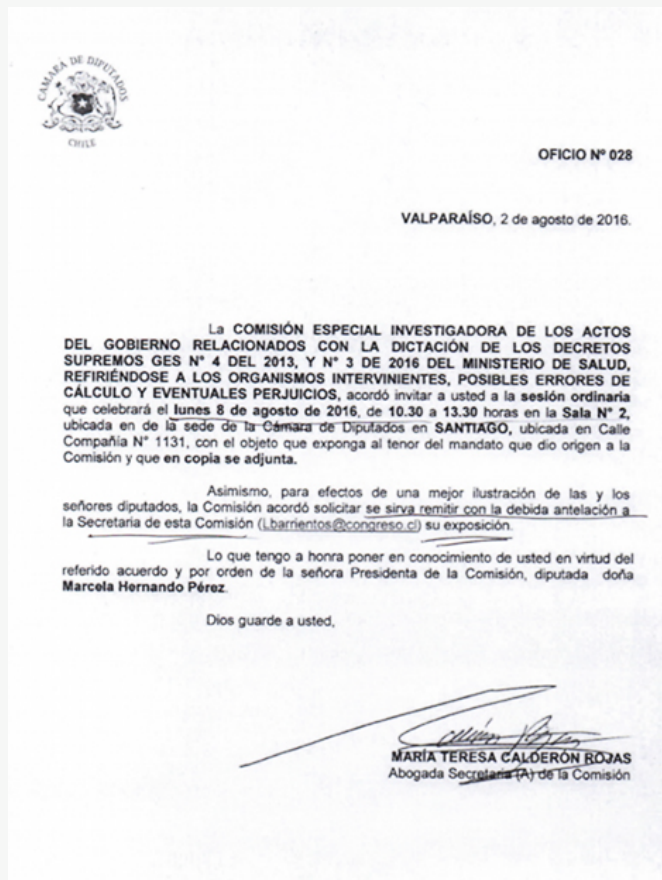 CAMARA DE DIPUTADOS
CHILE
OFICIO Nº 028
VALPARAÍSO, 2 de agosto de 2016.
La COMISIÓN ESPECIAL INVESTIGADORA DE LOS ACTOS
DEL GOBIERNO RELACIONADOS CON LA DICTACIÓN DE LOS DECRETOS
SUPREMOS GES N° 4 DEL 2013, Y N° 3 DE 2016 DEL MINISTERIO DE SALUD,
REFIRIÉNDOSE A LOS ORGANISMOS INTERVINIENTES, POSIBLES ERRORES DE
CÁLCULO Y EVENTUALES PERJUICIOS, acordó invitar a usted a la sesión ordinaria
que celebrará el lunes 8 de agosto de 2016, de 10.30 a 13.30 horas en la Sala N° 2,
ubicada en de la sede de la Cámara de Diputados en SANTIAGO, ubicada en Calle
Compañía N° 1131, con el objeto que exponga al tenor del mandato que dio origen a la
Comisión y que en copia se adjunta.
Asimismo, para efectos de una mejor ilustración de las y los
señores diputados, la Comisión acordó solicitar se sirva remitir con la debida antelación a
la Secretaría de esta Comisión (Lbarrientos@congreso.cl) su exposición.
Lo que tengo a honra poner en conocimiento de usted en virtud del
referido acuerdo y por orden de la señora Presidenta de la Comisión, diputada doña
Marcela Hernando Pérez.
Dios guarde a usted,
MARÍA TERESA CALDERÓN ROJAS
Abogada Secretaria (A) de la Comisión